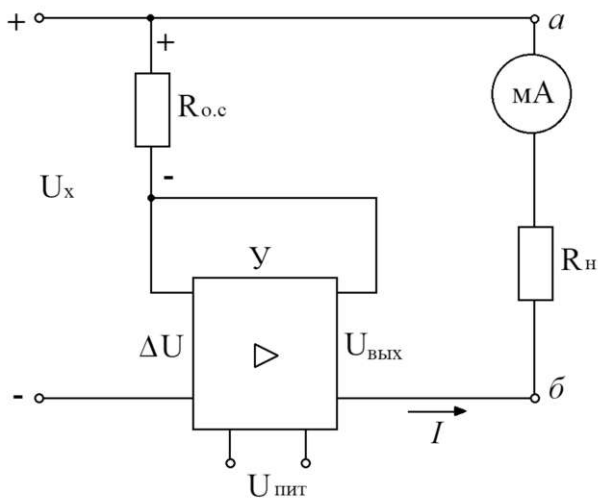 + а
+
мА
Rо.с
Uх
-
У
Rн
ΔU
Uвых
- б
I
Uпит